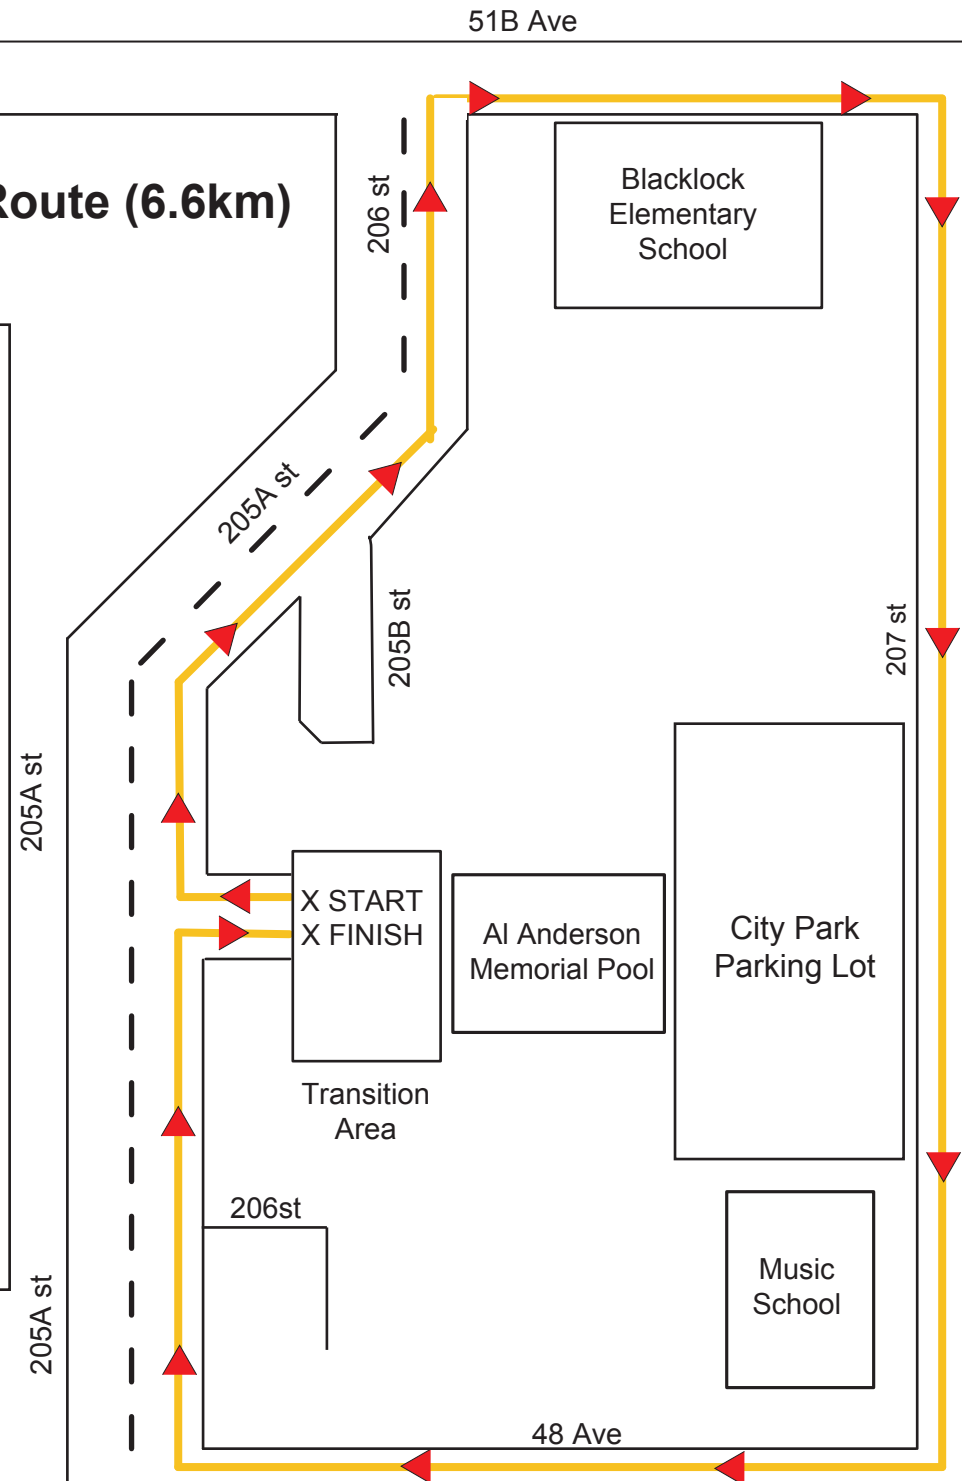 51B Ave
Route (6.6km)
206 st
Blacklock
Elementary
School
205A st
205B st
207 st
205A st
X START
X FINISH
Al Anderson
Memorial Pool
City Park
Parking Lot
Transition
Area
206st
205A st
Music
School
48 Ave